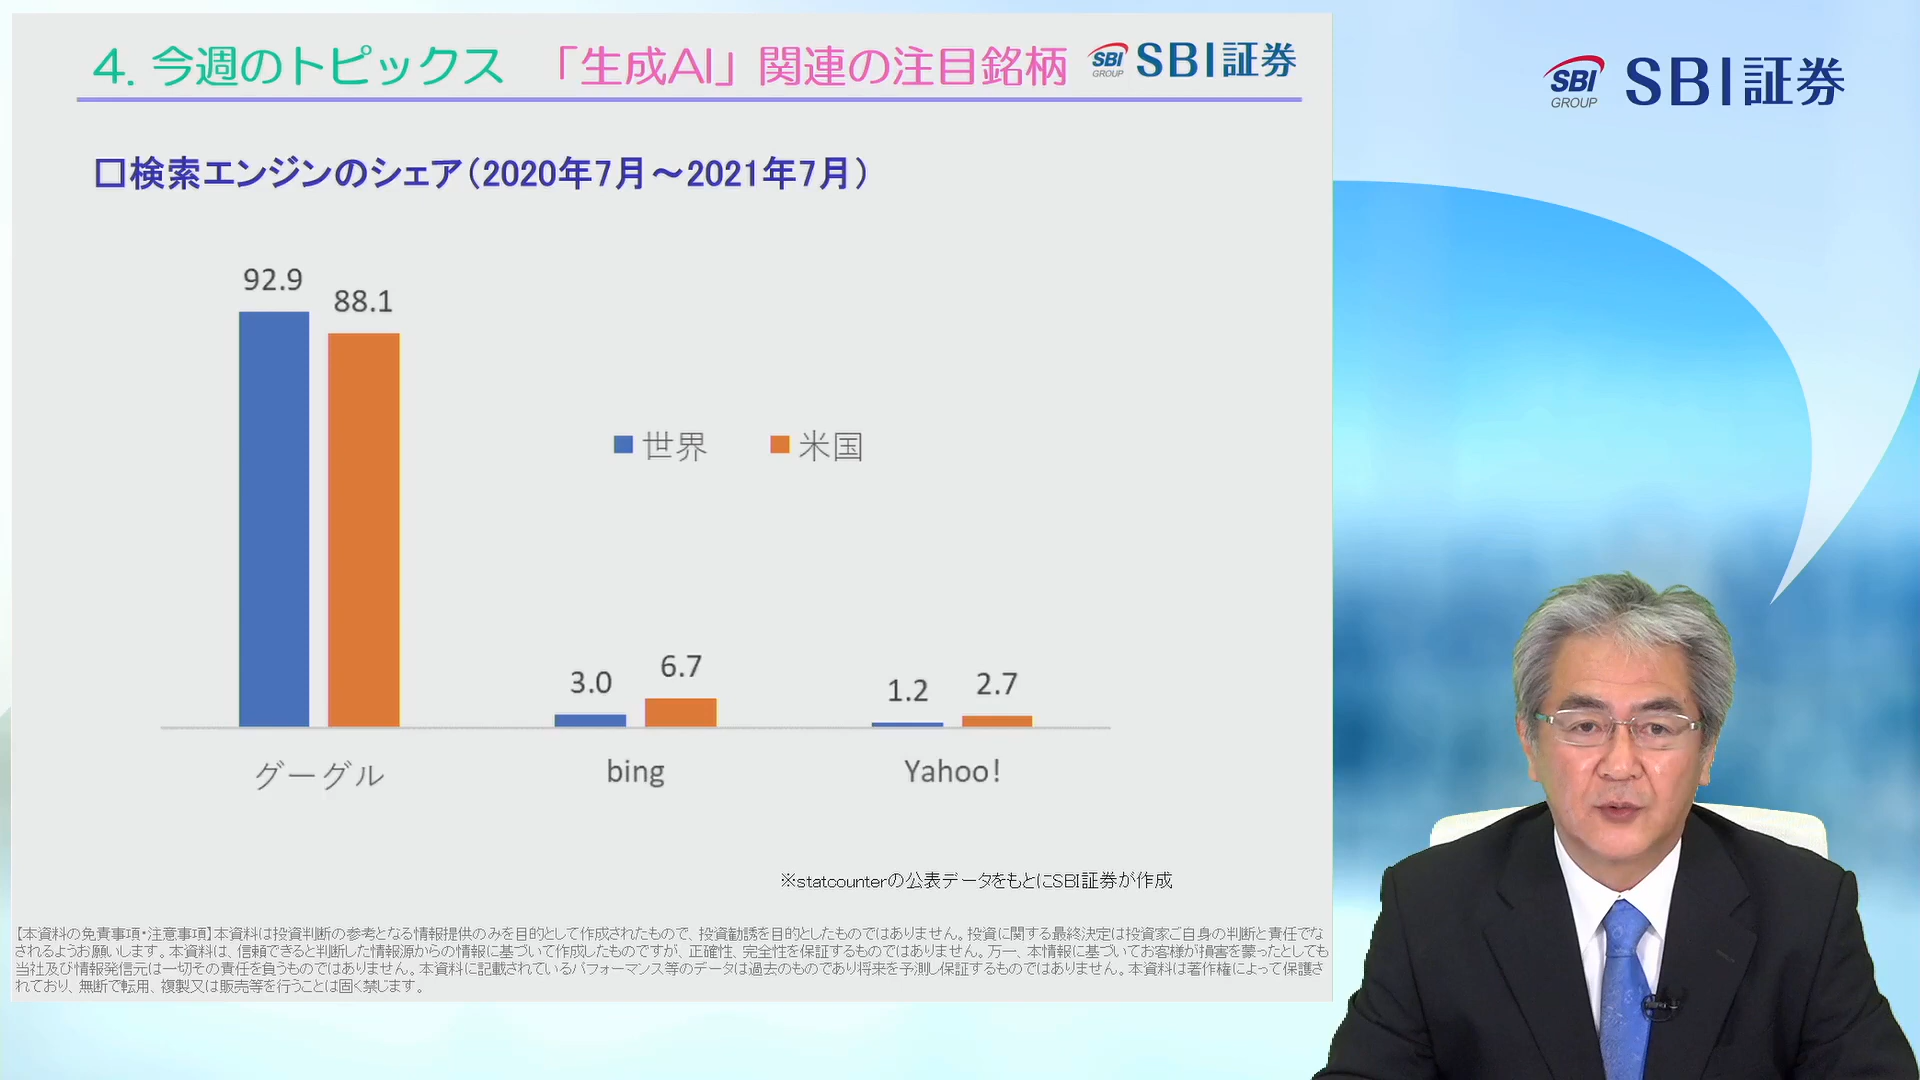 4. 今週のトピックス 「生成AI」関連の注目銘柄
SBI GROUP SBI証券
SBI GROUP SBI証券
□検索エンジンのシェア(2020年7月～2021年7月)
92.9
88.1
世界 米国
3.0
6.7
1.2
2.7
グーグル bing Yahoo!
※statcounterの公表データをもとにSBI証券が作成
【本資料の免責事項・注意事項】本資料は投資判断の参考となる情報提供のみを目的として作成されたもので、投資勧誘を目的としたものではありません。投資に関する最終決定は投資家ご自身の判断と責任でな
されるようお願いします。本資料は、信頼できると判断した情報源からの情報に基づいて作成したものですが、正確性、完全性を保証するものではありません。万一、本情報に基づいてお客様が損害を蒙ったとしても
当社及び情報発信元は一切その責任を負うものではありません。本資料に記載されているパフォーマンス等のデータは過去のものであり将来を予測し保証するものではありません。本資料は著作権によって保護さ
れており、無断で転用、複製又は販売等を行うことは固く禁じます。